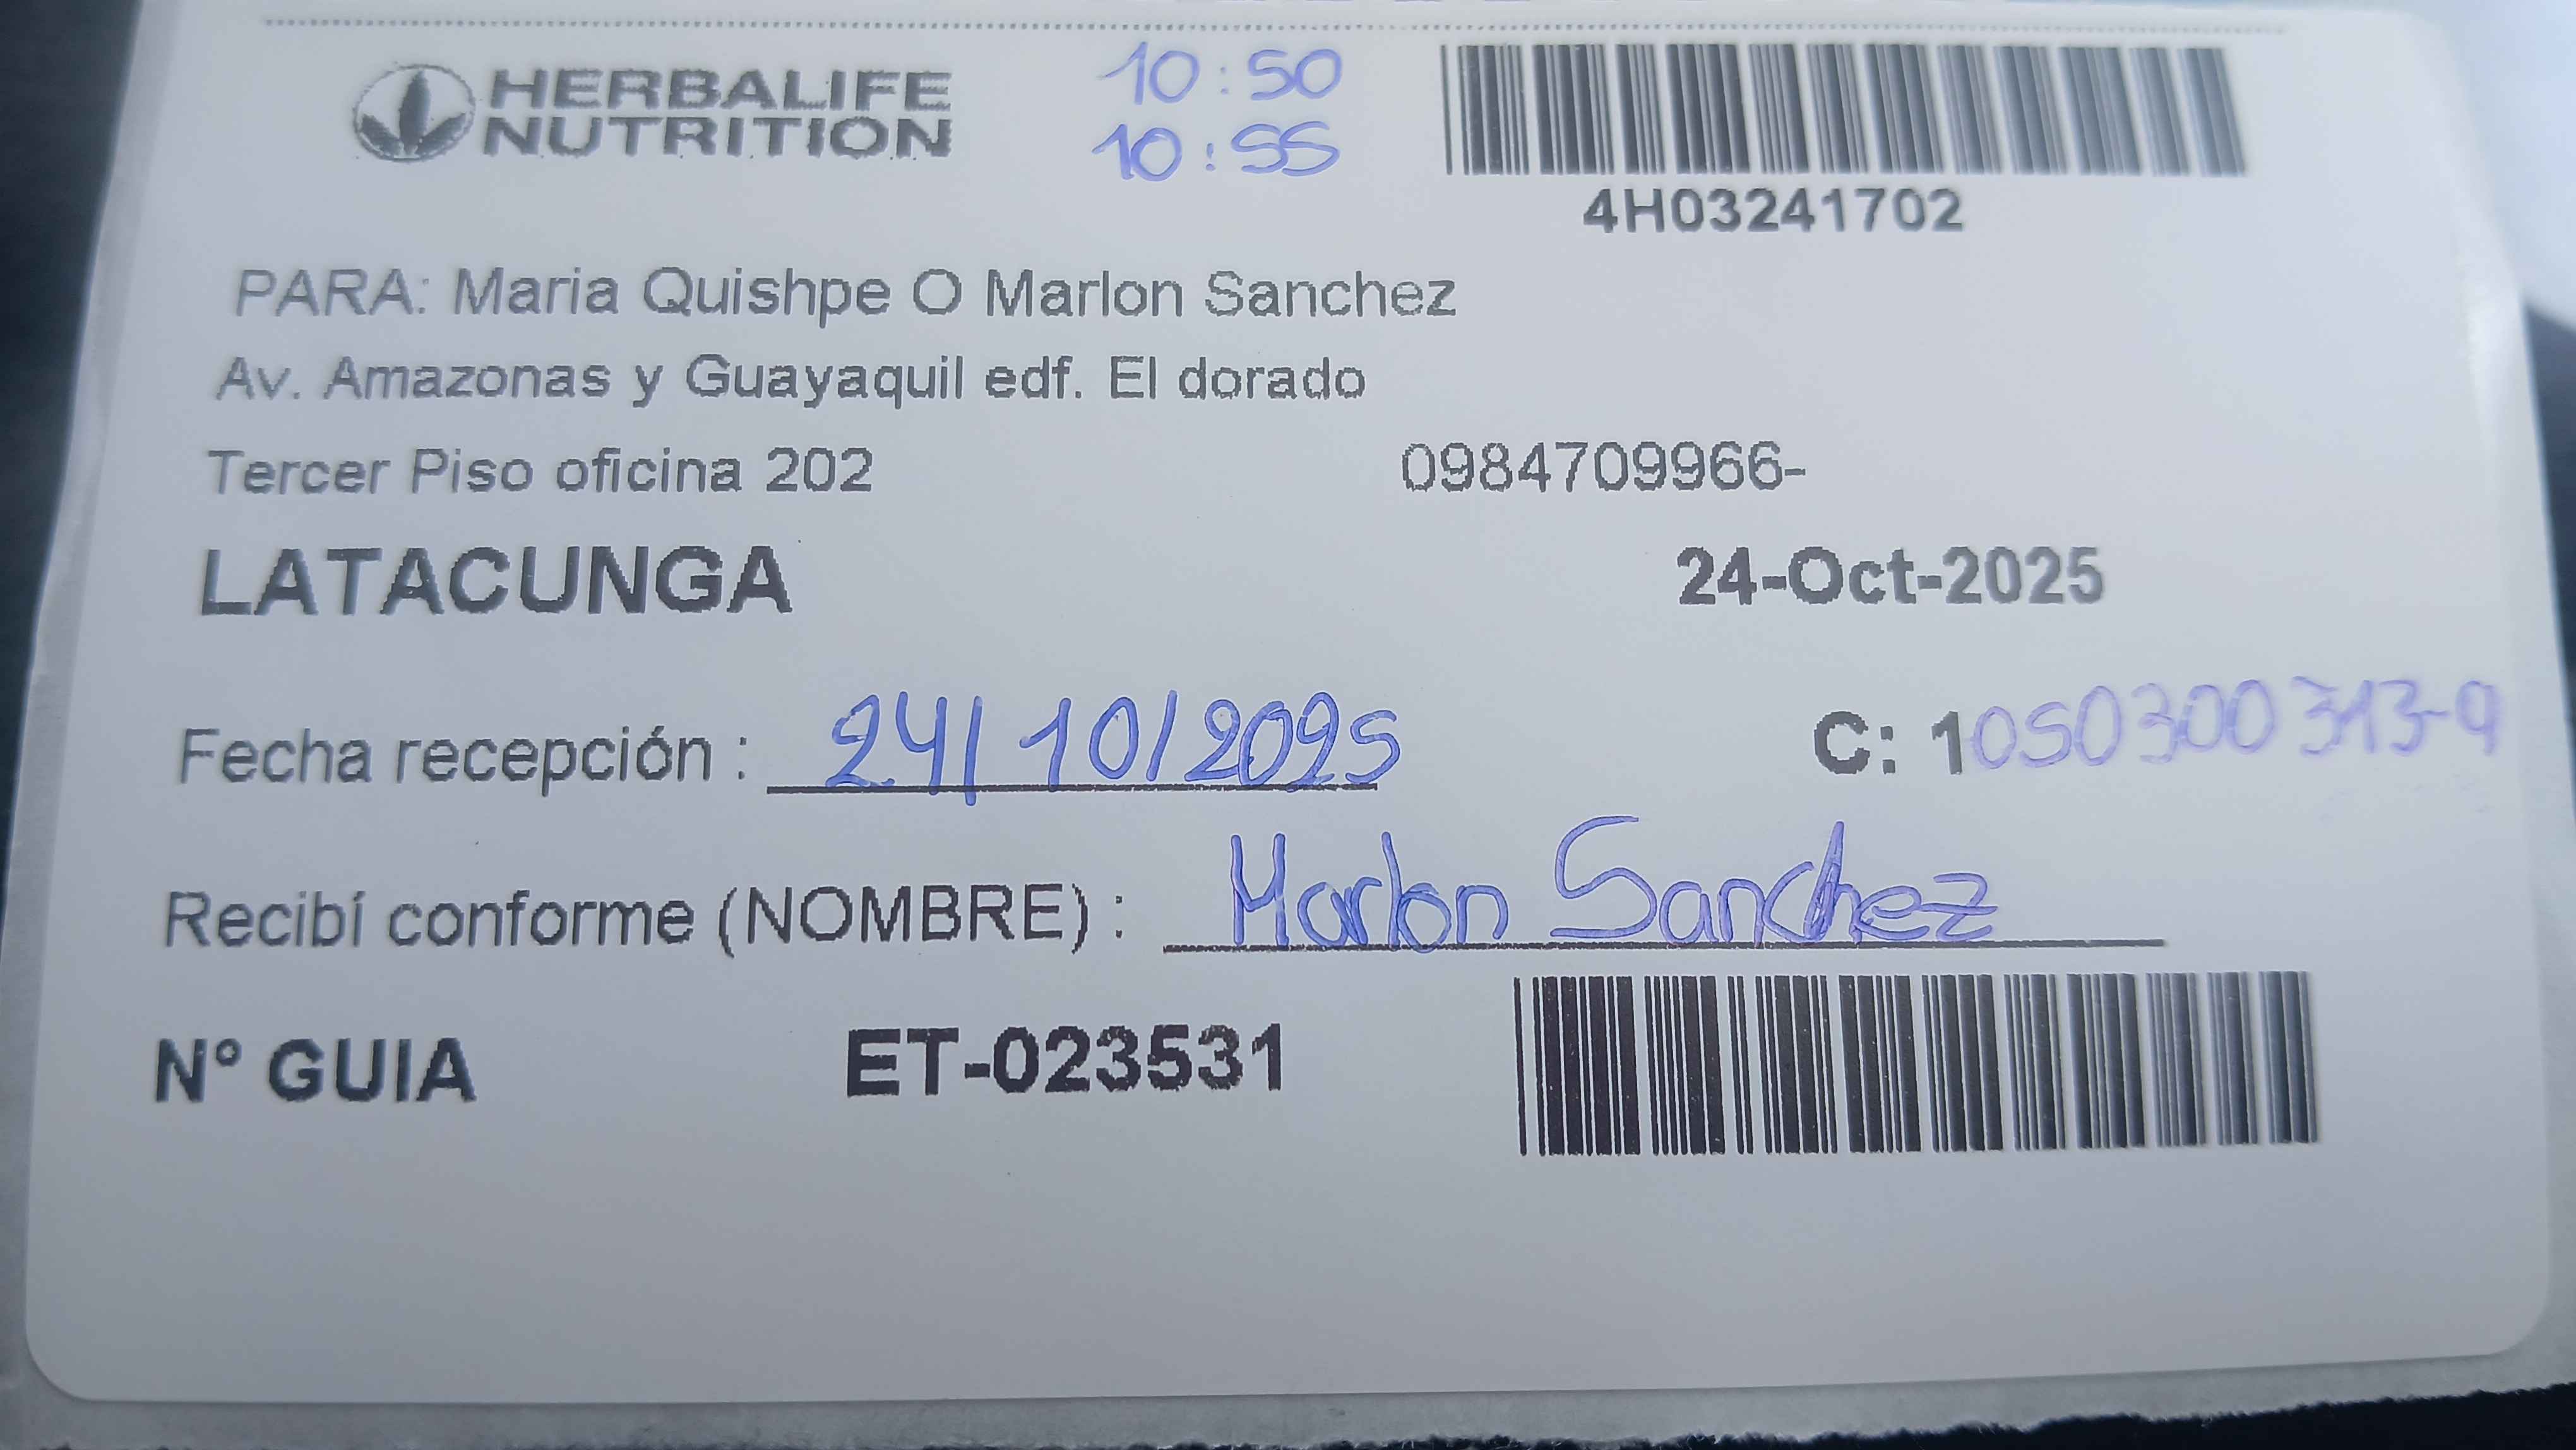 HERBALIFE
NUTRITION
10:50
10:55
4H03241702
PARA: Maria Quishpe O Marlon Sanchez
Av. Amazonas y Guayaquil edf. El dorado
Tercer Piso oficina 202 0984709966-
LATACUNGA 24-Oct-2025
Fecha recepción : 24/10/2025 C: 1 050300313-9
Recibí conforme (NOMBRE) : Marlon Sanchez
N° GUIA ET-023531